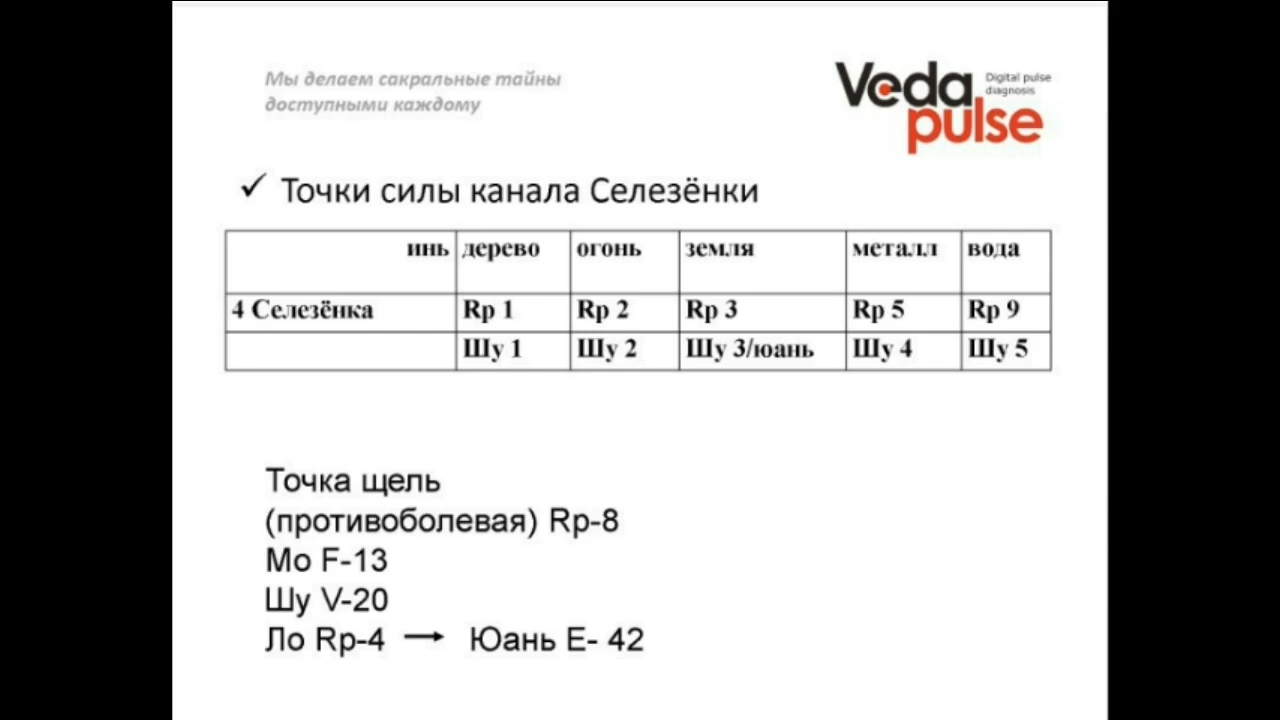 Мы делаем сакральные тайны
доступными каждому
Veda pulse
Digital pulse
diagnosis
✓ Точки силы канала Селезёнки
инь дерево огонь земля металл вода
4 Селезёнка Rp 1 Rp 2 Rp 3 Rp 5 Rp 9
Шу 1 Шу 2 Шу 3/юань Шу 4 Шу 5
Точка щель
(противоболевая) Rp-8
Мо F-13
Шу V-20
Ло Rp-4 → Юань E- 42